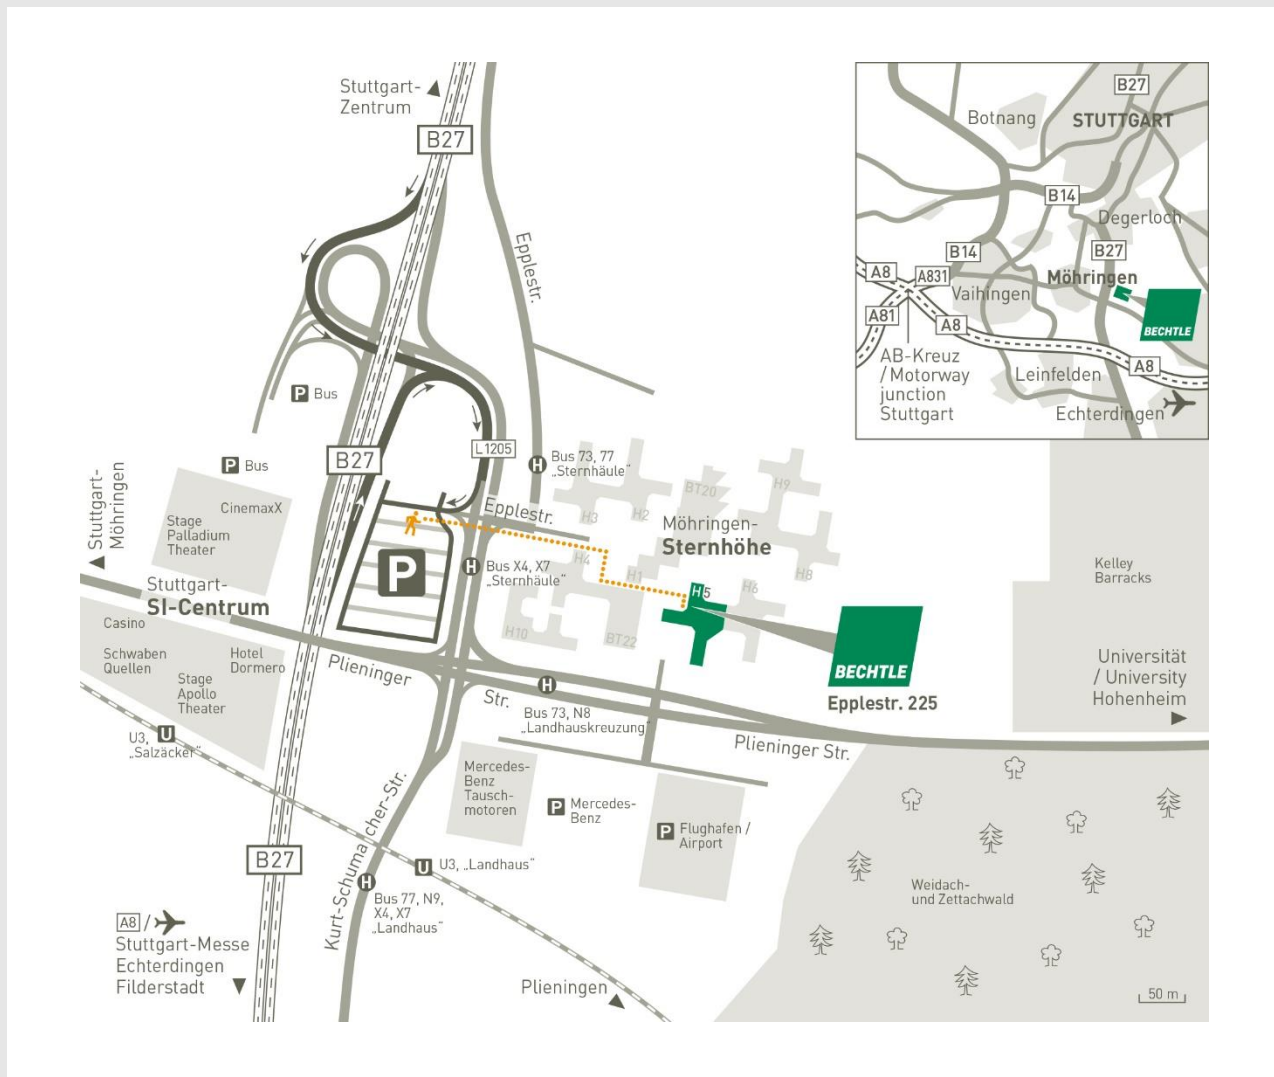 Stuttgart-
Zentrum
B27
Epplestr.
P Bus
P Bus
B27
L 1205
H
Bus 73, 77
„Sternhäule“
Stuttgart-
Möhringen
CinemaxX
Stage
Palladium
Theater
Epplestr.
P
H
Bus X4, X7
„Sternhäule“
Möhringen-
Sternhöhe
H3
H2
BT20
H9
H4
H1
H5
H6
H8
H10
BT22
BECHTLE
Epplestr. 225
Stuttgart-
SI-Centrum
Casino
Schwaben
Quellen
Hotel
Dormero
Stage
Apollo
Theater
Plieninger
Str.
H
Bus 73, N8
„Landhauskreuzung“
Plieninger Str.
U3,
„Salzäcker“
U
Kelley
Barracks
Universität
/ University
Hohenheim
Mercedes-
Benz
Tausch-
motoren
P
Mercedes-
Benz
P
Flughafen /
Airport
B27
U
U3, „Landhaus“
H
Bus 77, N9,
X4, X7
„Landhaus“
Kurt-Schumacher-Str.
A8 /
Stuttgart-Messe
Echterdingen
Filderstadt
Plieningen
Weidach-
und Zettachwald
50 m
B27
Botnang
STUTTGART
B14
Degerloch
B14
B27
A8
A831
Möhringen
Vaihingen
BECHTLE
A81
A8
AB-Kreuz
/ Motorway
junction
Stuttgart
A8
Leinfelden
Echterdingen